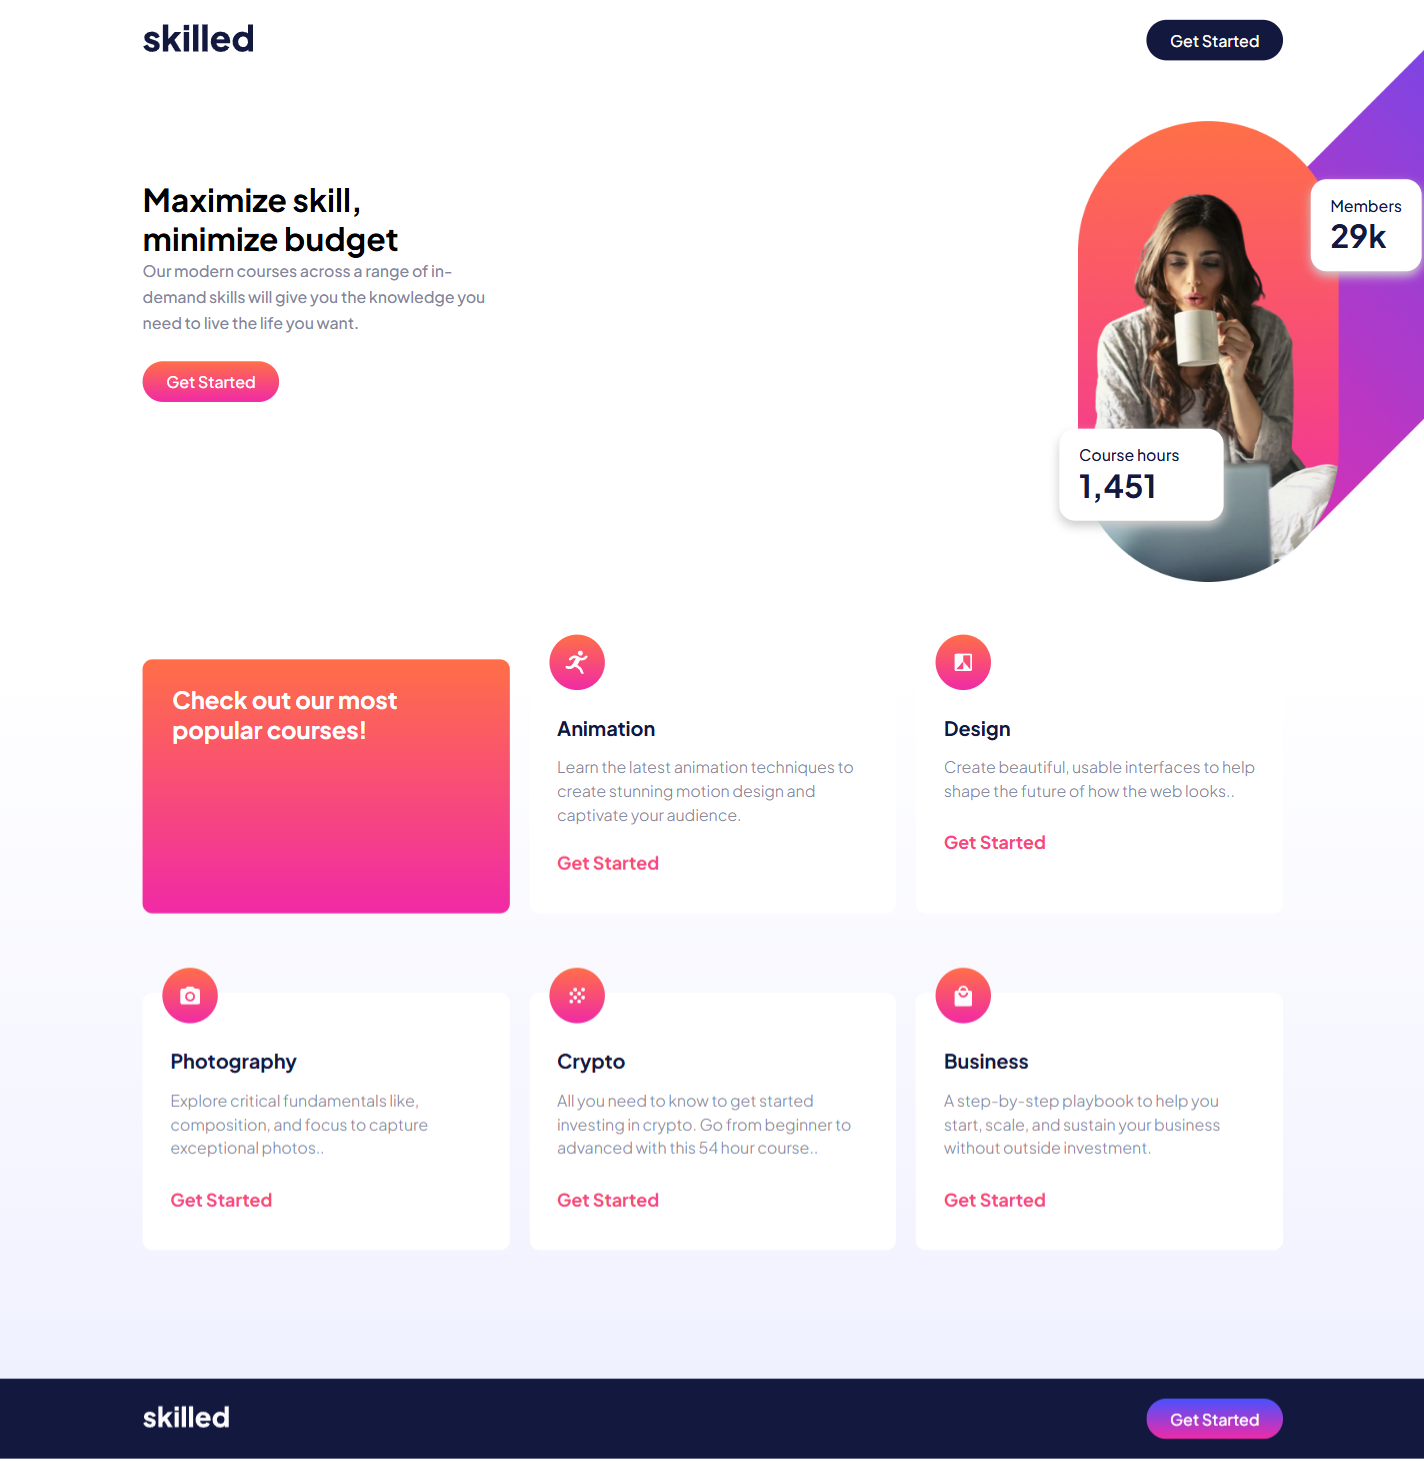 skilled
Get Started
Maximize skill,
minimize budget
Our modern courses across a range of in-
demand skills will give you the knowledge you
need to live the life you want.
Get Started
Members
29k
Course hours
1,451
Check out our most
popular courses!
Animation
Learn the latest animation techniques to
create stunning motion design and
captivate your audience.
Get Started
Design
Create beautiful, usable interfaces to help
shape the future of how the web looks..
Get Started
Photography
Explore critical fundamentals like,
composition, and focus to capture
exceptional photos..
Get Started
Crypto
All you need to know to get started
investing in crypto. Go from beginner to
advanced with this 54 hour course..
Get Started
Business
A step-by-step playbook to help you
start, scale, and sustain your business
without outside investment.
Get Started
skilled
Get Started